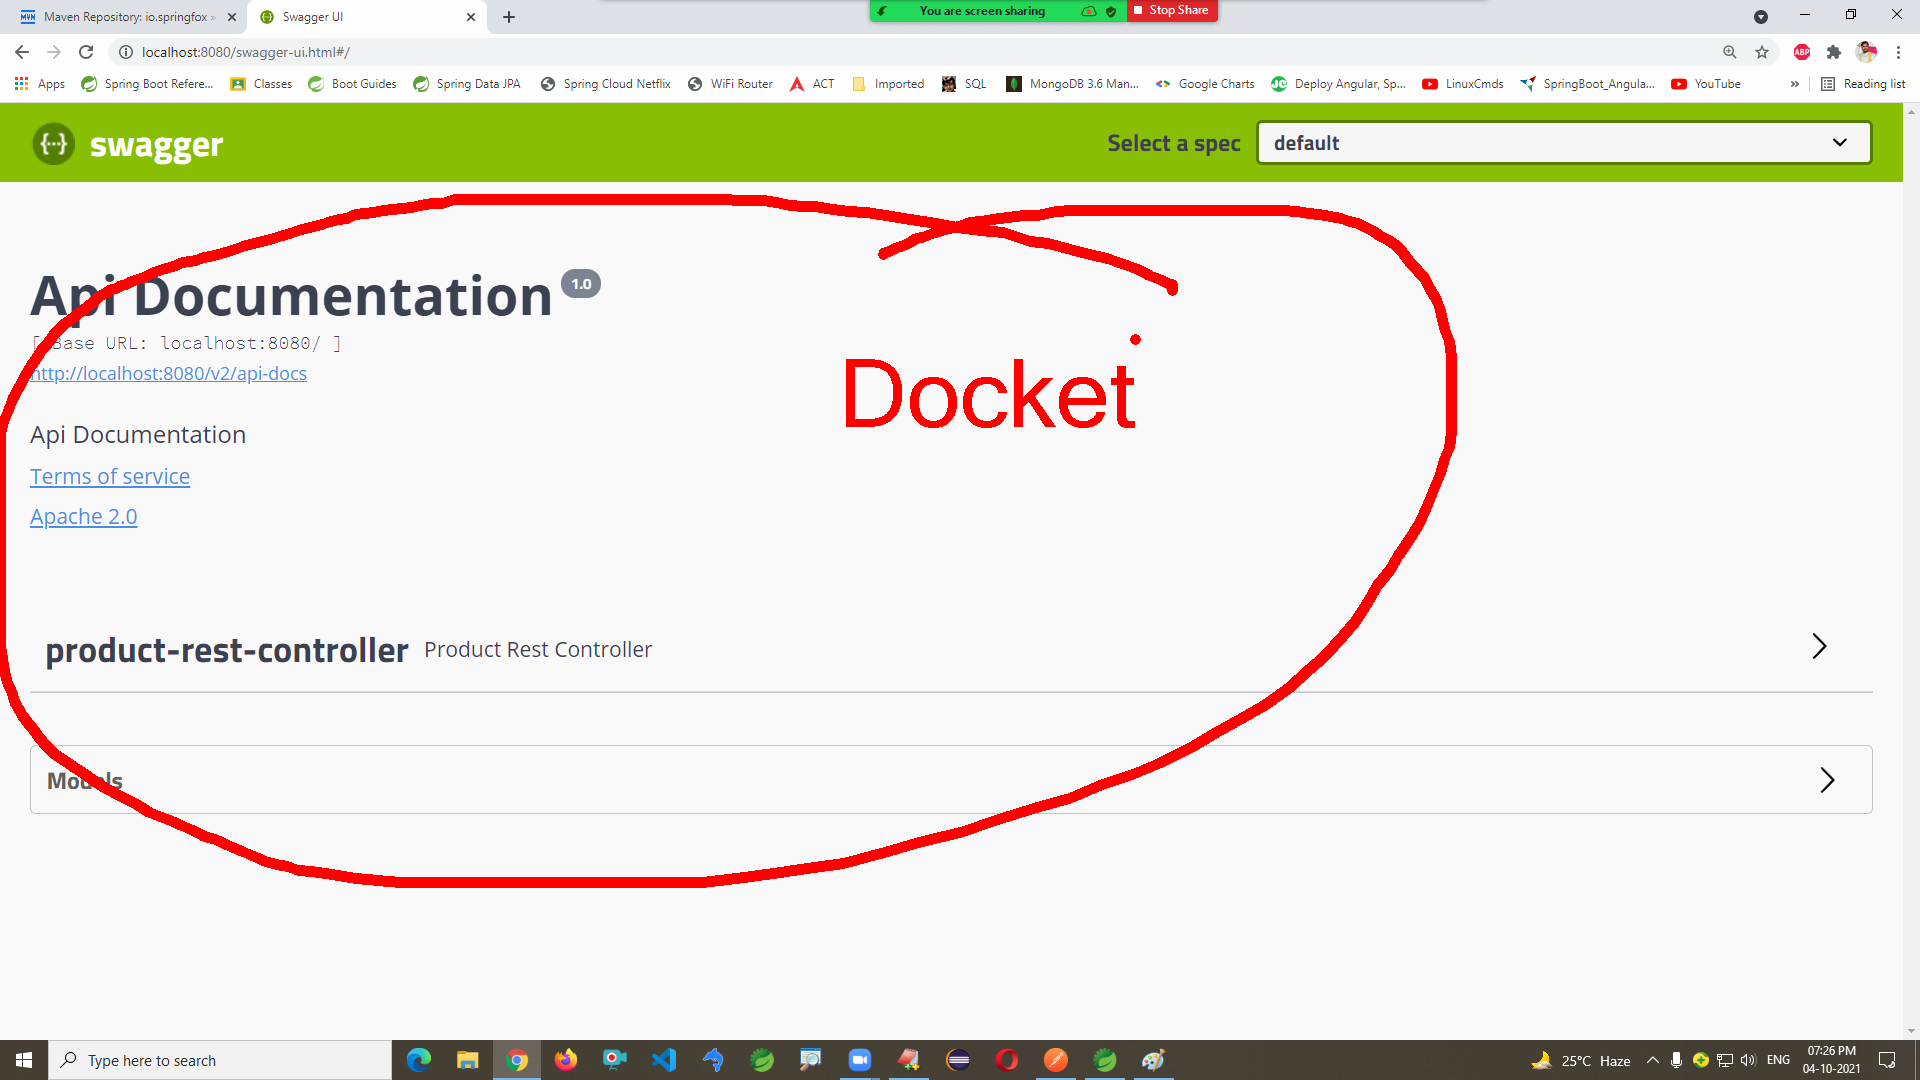 Maven Repository: io.springfox »
Swagger UI
You are screen sharing
Stop Share
localhost:8080/swagger-ui.html#/
ABP
Apps
Spring Boot Refere...
Classes
Boot Guides
Spring Data JPA
Spring Cloud Netflix
WiFi Router
ACT
Imported
SQL
MongoDB 3.6 Man...
Google Charts
Deploy Angular, Sp...
LinuxCmds
SpringBoot_Angula...
YouTube
»
Reading list
swagger
Select a spec
default
Api Documentation 1.0
[ Base URL: localhost:8080/ ]
http://localhost:8080/v2/api-docs
Docket
Api Documentation
Terms of service
Apache 2.0
product-rest-controller Product Rest Controller
Models
Type here to search
25°C Haze
ENG
07:26 PM
04-10-2021